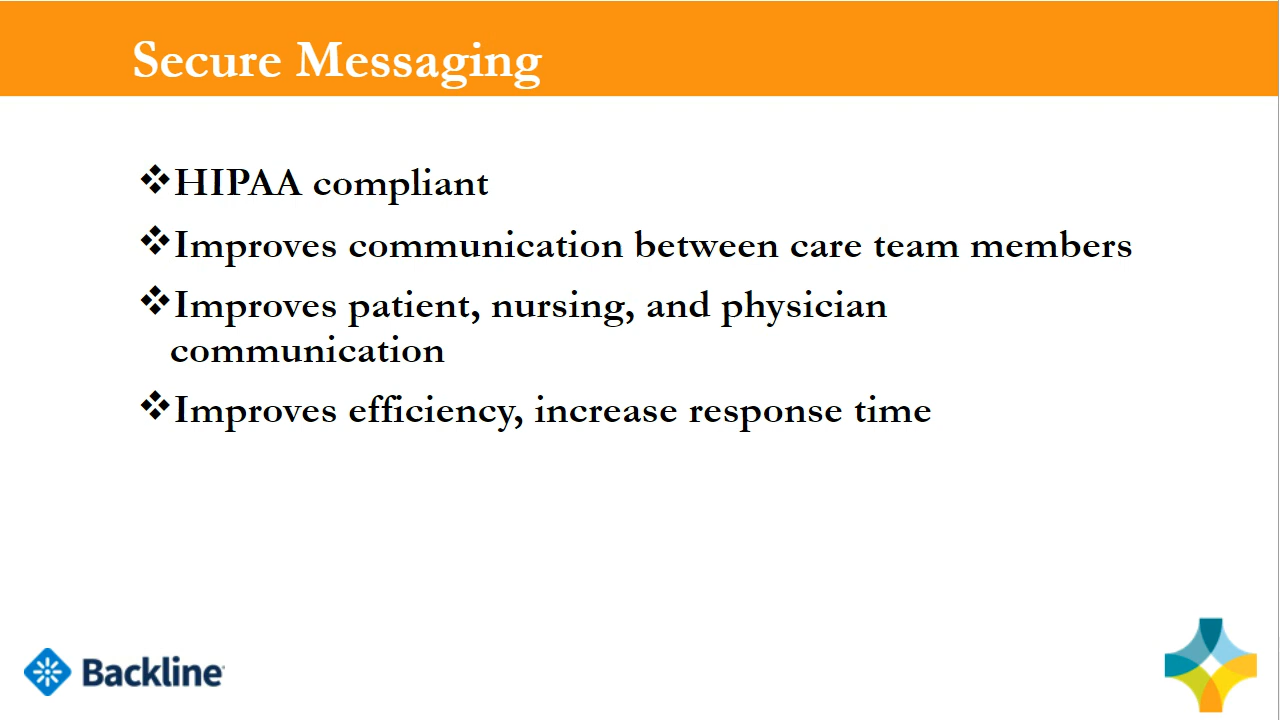 Secure Messaging
❖HIPAA compliant
❖Improves communication between care team members
❖Improves patient, nursing, and physician
communication
❖Improves efficiency, increase response time
Backline